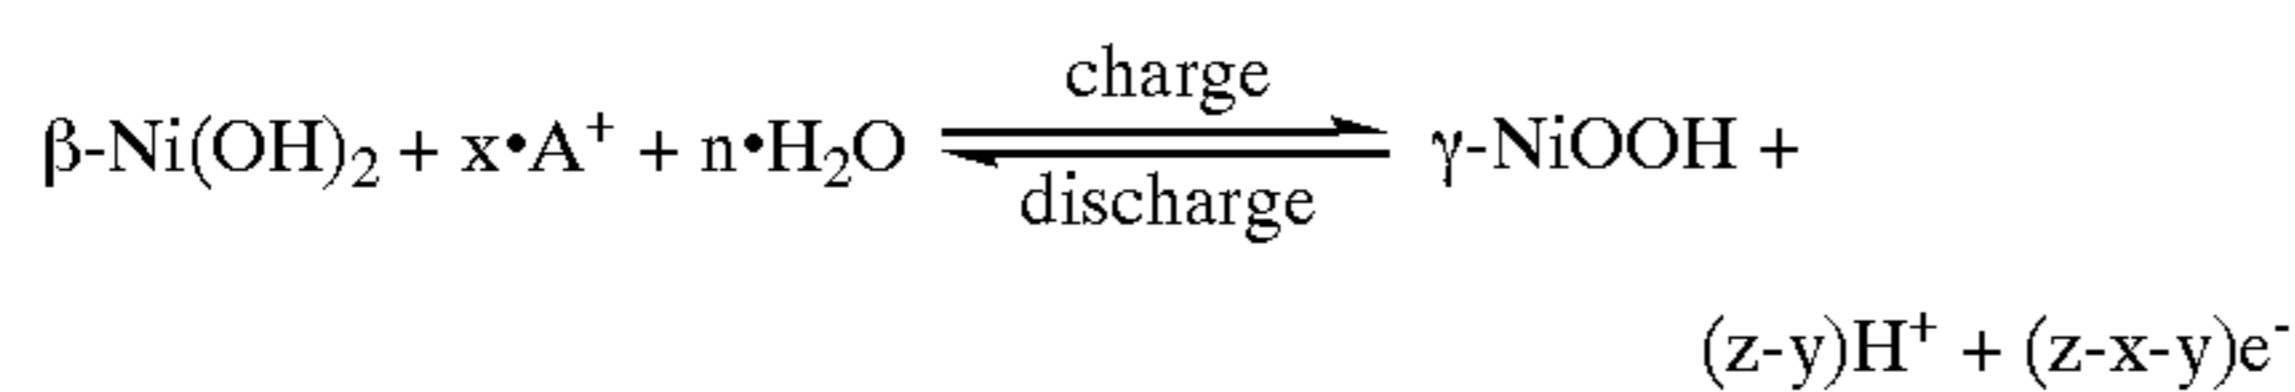 charge
β-Ni(OH)₂ + x•A⁺ + n•H₂O ⇌ γ-NiOOH +
discharge
(z-y)H⁺ + (z-x-y)e⁻